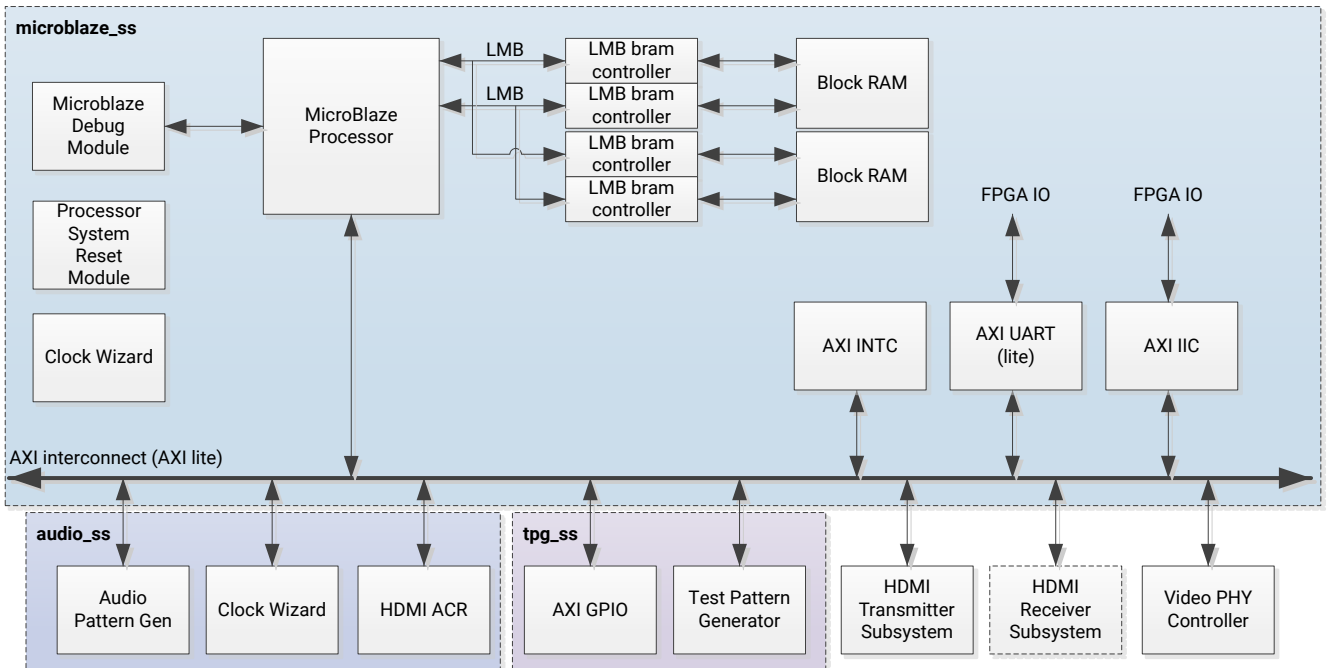 microblaze_ss
Microblaze
Debug
Module
MicroBlaze
Processor
LMB
LMB
LMB bram
controller
LMB bram
controller
LMB bram
controller
LMB bram
controller
Block RAM
Block RAM
Processor
System
Reset
Module
Clock Wizard
FPGA IO
FPGA IO
AXI INTC
AXI UART
(lite)
AXI IIC
AXI interconnect (AXI lite)
audio_ss
Audio
Pattern Gen
Clock Wizard
HDMI ACR
tpg_ss
AXI GPIO
Test Pattern
Generator
HDMI
Transmitter
Subsystem
HDMI
Receiver
Subsystem
Video PHY
Controller